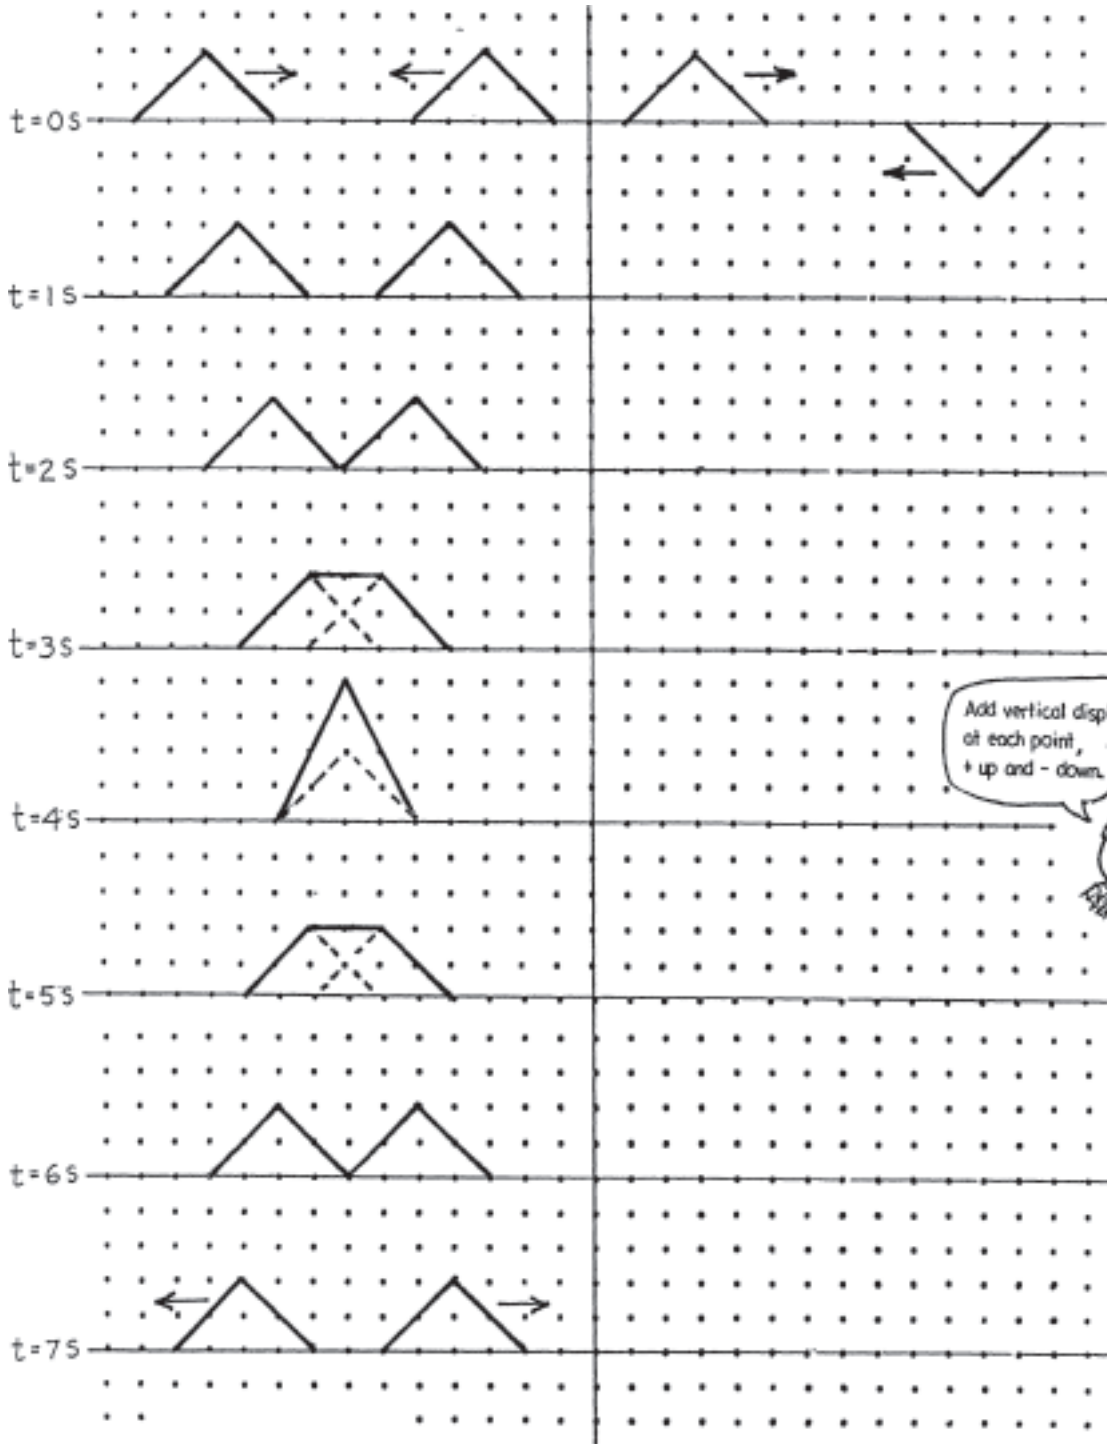 t=0s
t=1s
t=2s
t=3s
Add vertical disp
at each point,
+ up and - down.
t=4s
t=5s
t=6s
t=7s